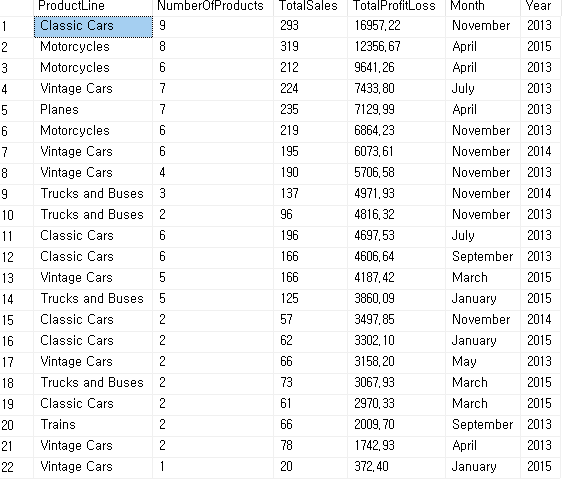 ProductLine NumberOfProducts TotalSales TotalProfitLoss Month Year
1 Classic Cars 9 293 16957,22 November 2013
2 Motorcycles 8 319 12356,67 April 2015
3 Motorcycles 6 212 9641,26 April 2013
4 Vintage Cars 7 224 7433,80 July 2013
5 Planes 7 235 7129,99 April 2013
6 Motorcycles 6 219 6864,23 November 2013
7 Vintage Cars 6 195 6073,61 November 2014
8 Vintage Cars 4 190 5706,58 November 2013
9 Trucks and Buses 3 137 4971,93 November 2014
10 Trucks and Buses 2 96 4816,32 November 2013
11 Classic Cars 6 196 4697,53 July 2013
12 Classic Cars 6 166 4606,64 September 2013
13 Vintage Cars 5 166 4187,42 March 2015
14 Trucks and Buses 5 125 3860,09 January 2015
15 Classic Cars 2 57 3497,85 November 2014
16 Classic Cars 2 62 3302,10 January 2015
17 Vintage Cars 2 66 3158,20 May 2013
18 Trucks and Buses 2 73 3067,93 March 2015
19 Classic Cars 2 61 2970,33 March 2015
20 Trains 2 66 2009,70 September 2013
21 Vintage Cars 2 78 1742,93 April 2013
22 Vintage Cars 1 20 372,40 January 2015